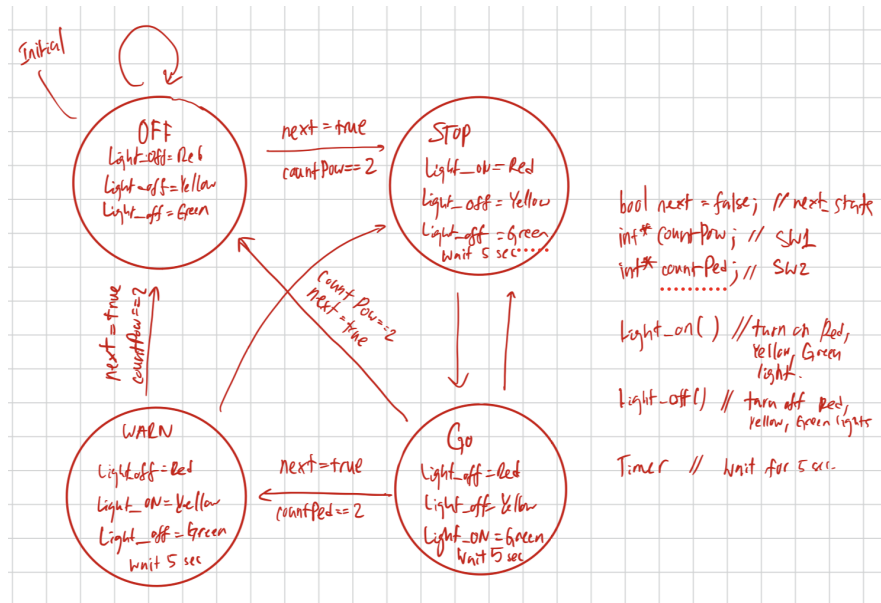 Initial
OFF
Light_off = Red
Light_off = Yellow
Light_off = Green
next = true
countPow == 2
STOP
Light_on = Red
Light_off = Yellow
Light_off = Green
Wait 5 sec
next = true
countPow == 2
count Pow == 2
next = true
WARN
Light_off = Red
Light_ON = Yellow
Light_off = Green
Wait 5 sec
next = true
countPed == 2
Go
Light_off = Red
Light_off = Yellow
Light_ON = Green
Wait 5 sec
bool next = false; // next_state
int* countPow; // SW1
int* countPed; // SW2
Light_on( ) // turn on Red,
Yellow, Green
light.
Light_off() // turn off Red,
Yellow, Green lights
Timer // Wait for 5 sec.